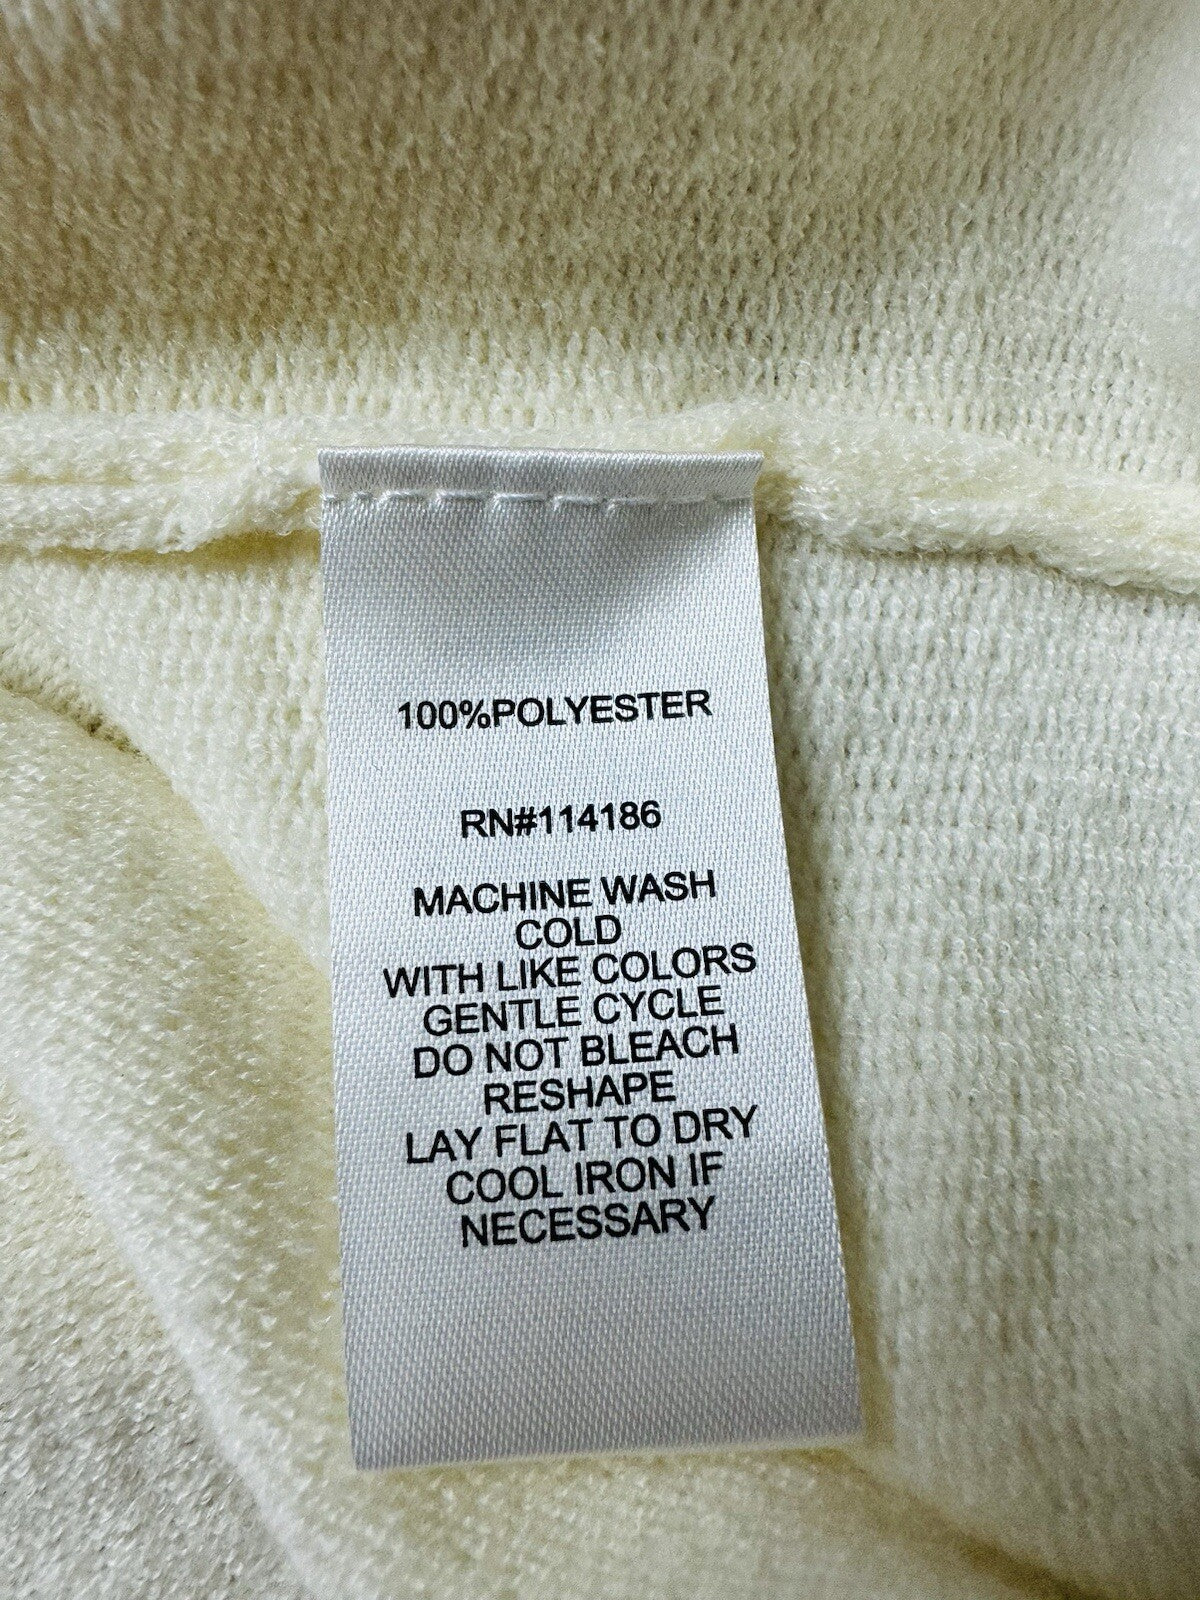 100%POLYESTER
RN#114186
MACHINE WASH
COLD
WITH LIKE COLORS
GENTLE CYCLE
DO NOT BLEACH
RESHAPE
LAY FLAT TO DRY
COOL IRON IF
NECESSARY